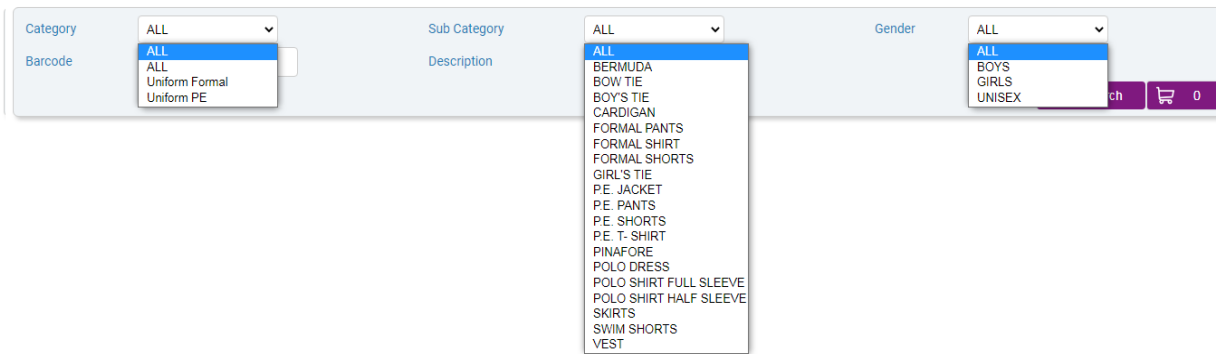 Category ALL Sub Category ALL Gender ALL
Barcode Description
ALL
ALL
Uniform Formal
Uniform PE
ALL
BERMUDA
BOW TIE
BOY'S TIE
CARDIGAN
FORMAL PANTS
FORMAL SHIRT
FORMAL SHORTS
GIRL'S TIE
P.E. JACKET
P.E. PANTS
P.E. SHORTS
P.E. T- SHIRT
PINAFORE
POLO DRESS
POLO SHIRT FULL SLEEVE
POLO SHIRT HALF SLEEVE
SKIRTS
SWIM SHORTS
VEST
ALL
BOYS
GIRLS
UNISEX
0